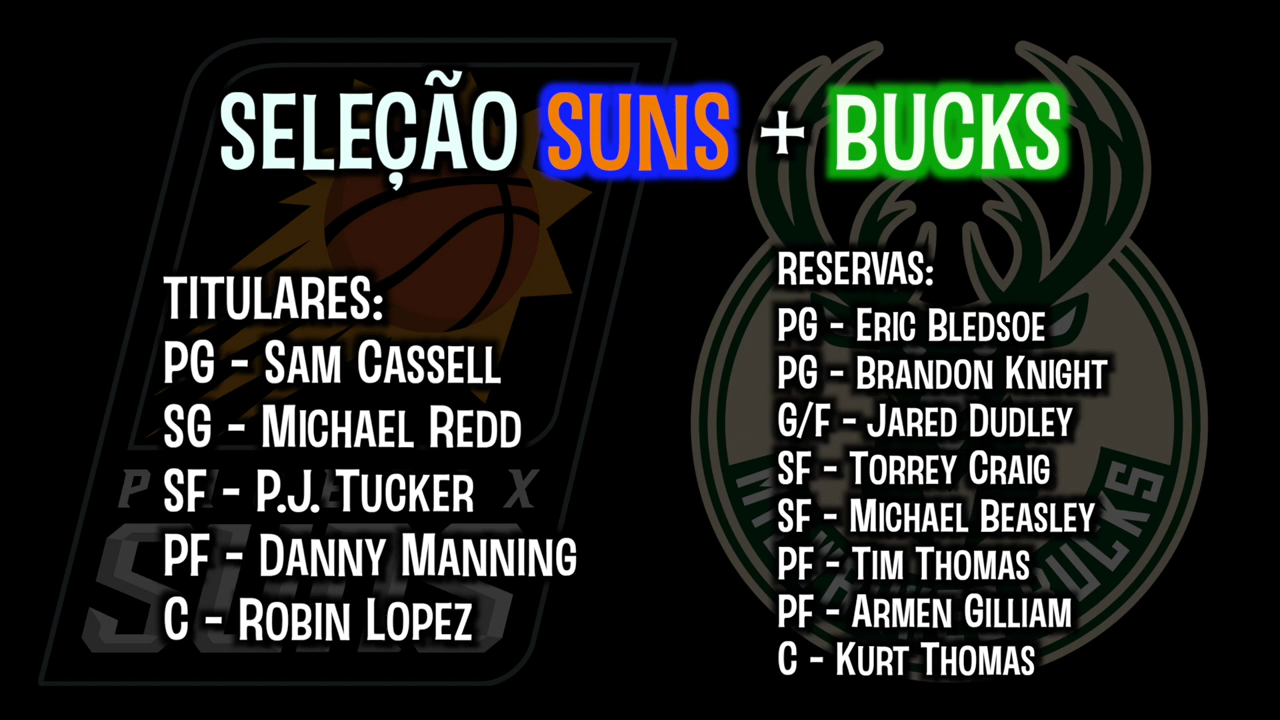 SELEÇÃO SUNS + BUCKS
TITULARES:
PG - SAM CASSELL
SG - MICHAEL REDD
SF - P.J. TUCKER
PF - DANNY MANNING
C - ROBIN LOPEZ
RESERVAS:
PG - ERIC BLEDSOE
PG - BRANDON KNIGHT
G/F - JARED DUDLEY
SF - TORREY CRAIG
SF - MICHAEL BEASLEY
PF - TIM THOMAS
PF - ARMEN GILLIAM
C - KURT THOMAS
SUNS